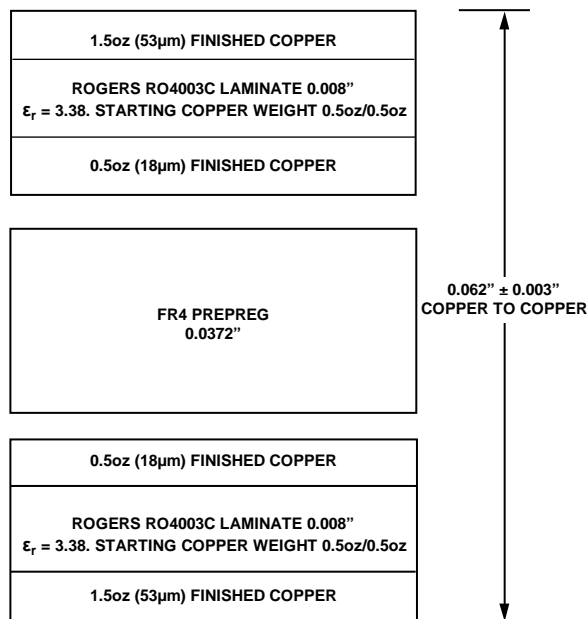 1.5oz (53µm) FINISHED COPPER
ROGERS RO4003C LAMINATE 0.008”
εr = 3.38. STARTING COPPER WEIGHT 0.5oz/0.5oz
0.5oz (18µm) FINISHED COPPER
FR4 PREPREG
0.0372”
0.062” ± 0.003”
COPPER TO COPPER
0.5oz (18µm) FINISHED COPPER
ROGERS RO4003C LAMINATE 0.008”
εr = 3.38. STARTING COPPER WEIGHT 0.5oz/0.5oz
1.5oz (53µm) FINISHED COPPER